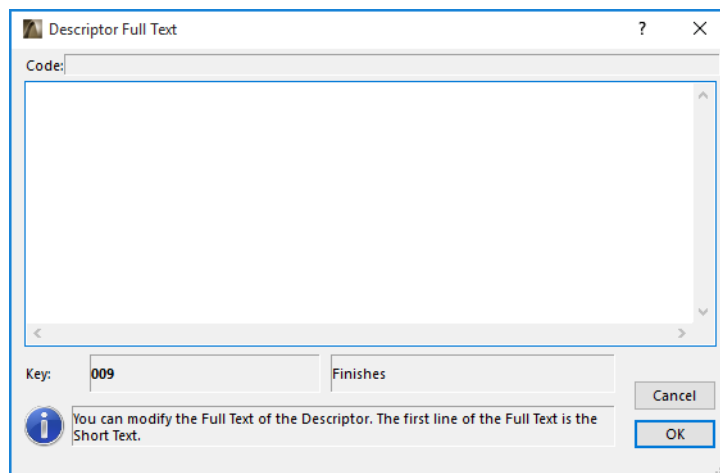 Descriptor Full Text
Code:
Key: 009 Finishes
You can modify the Full Text of the Descriptor. The first line of the Full Text is the
Short Text.
Cancel
OK